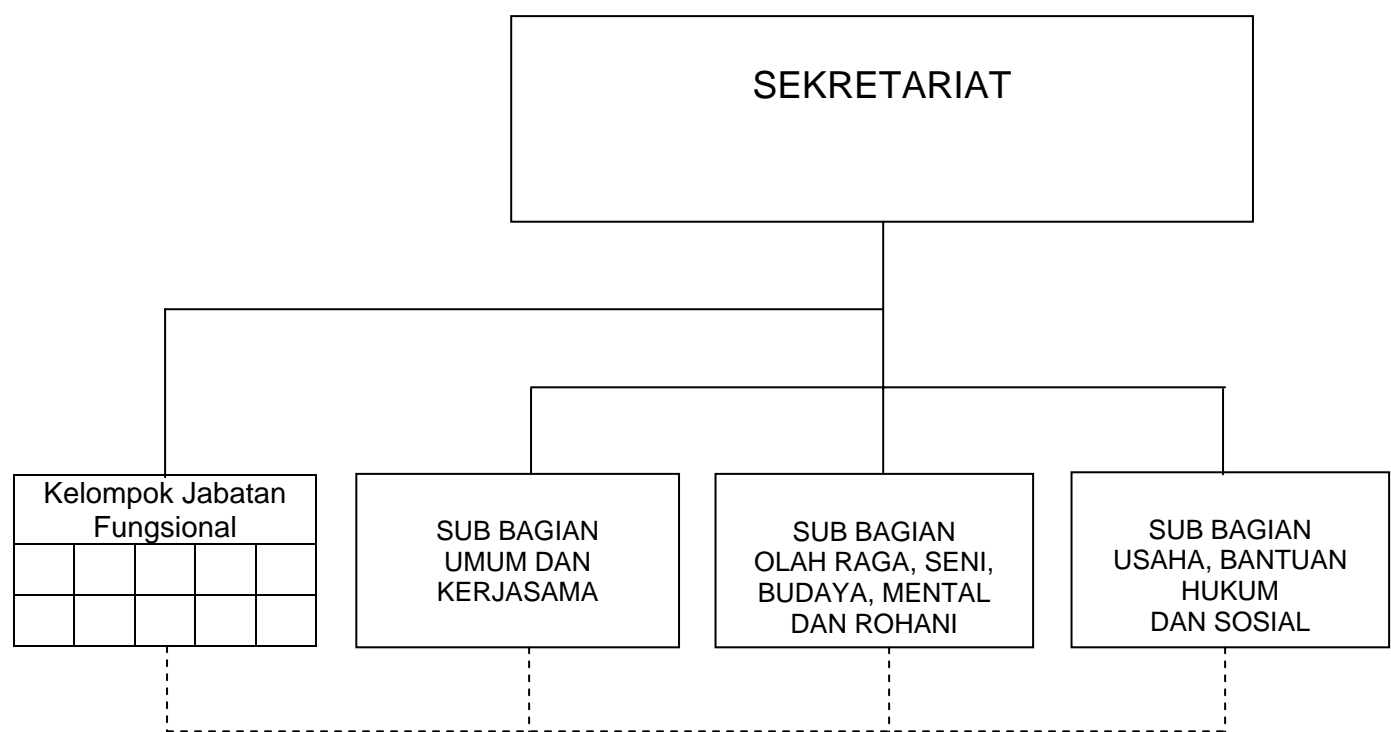 SEKRETARIAT
Kelompok Jabatan
Fungsional
SUB BAGIAN
UMUM DAN
KERJASAMA
SUB BAGIAN
OLAH RAGA, SENI,
BUDAYA, MENTAL
DAN ROHANI
SUB BAGIAN
USAHA, BANTUAN
HUKUM
DAN SOSIAL